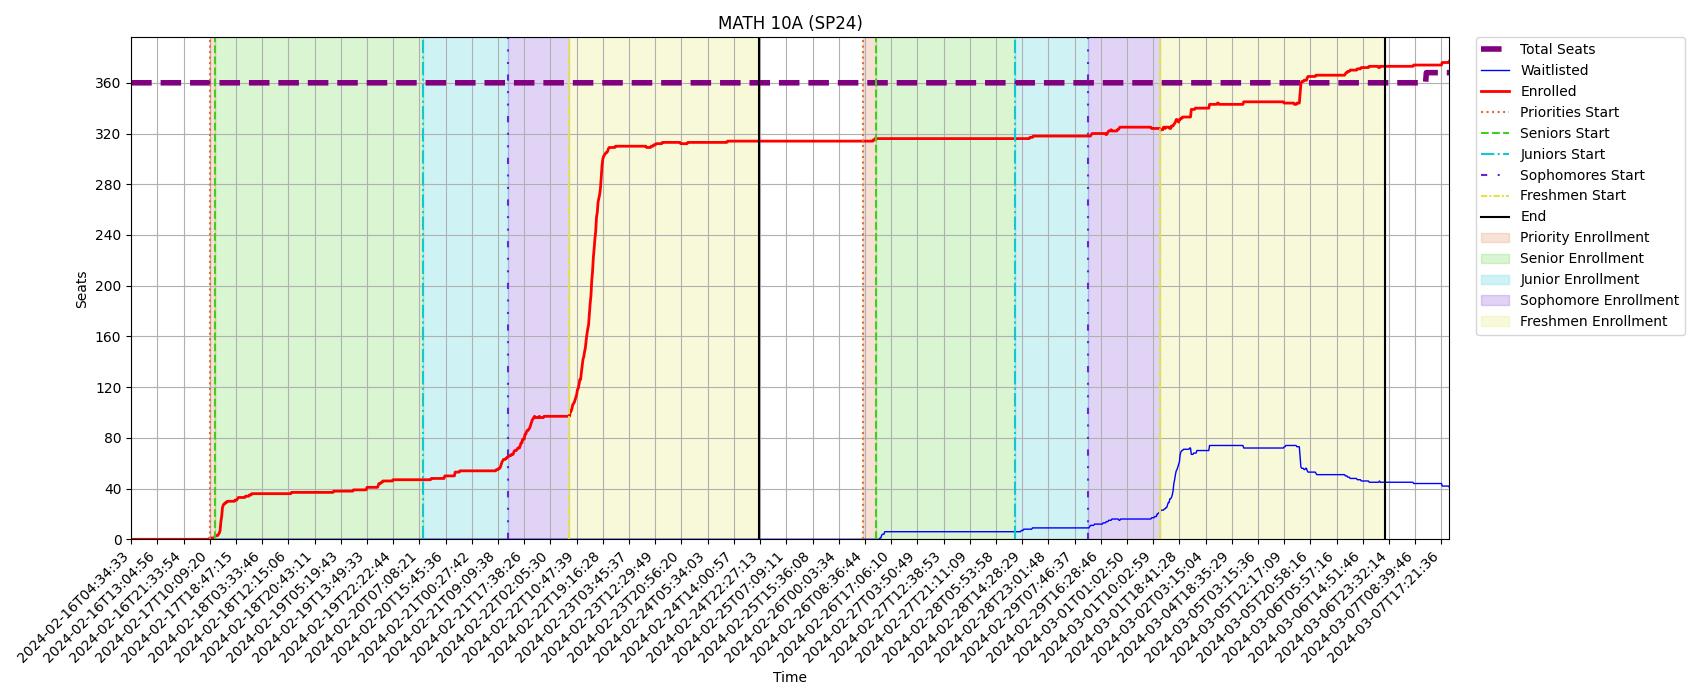 MATH 10A (SP24)
Total Seats
Waitlisted
Enrolled
Priorities Start
Seniors Start
Juniors Start
Sophomores Start
Freshmen Start
End
Priority Enrollment
Senior Enrollment
Junior Enrollment
Sophomore Enrollment
Freshmen Enrollment
Seats
360
320
280
240
200
160
120
80
40
0
2024-02-16T04:34:33
2024-02-16T13:04:56
2024-02-16T21:33:54
2024-02-17T10:09:20
2024-02-17T18:47:15
2024-02-18T03:33:46
2024-02-18T12:15:06
2024-02-18T20:43:11
2024-02-19T05:19:43
2024-02-19T13:49:33
2024-02-19T22:22:44
2024-02-20T07:08:21
2024-02-20T15:45:36
2024-02-21T00:27:42
2024-02-21T09:09:38
2024-02-21T17:38:26
2024-02-22T02:05:30
2024-02-22T10:47:39
2024-02-22T19:16:28
2024-02-23T03:45:37
2024-02-23T12:29:49
2024-02-23T20:56:20
2024-02-24T05:34:03
2024-02-24T14:00:57
2024-02-24T22:27:13
2024-02-25T07:09:11
2024-02-25T15:36:08
2024-02-26T00:03:34
2024-02-26T08:36:44
2024-02-26T17:06:10
2024-02-27T03:50:49
2024-02-27T12:38:53
2024-02-27T21:11:09
2024-02-28T05:53:58
2024-02-28T14:28:29
2024-02-28T23:01:48
2024-02-29T07:46:37
2024-02-29T16:28:46
2024-03-01T01:02:50
2024-03-01T10:02:59
2024-03-01T18:41:28
2024-03-02T03:15:04
2024-03-04T18:35:29
2024-03-05T03:15:36
2024-03-05T12:17:09
2024-03-05T20:58:16
2024-03-06T05:57:16
2024-03-06T14:51:46
2024-03-06T23:32:14
2024-03-07T08:39:46
2024-03-07T17:21:36
Time